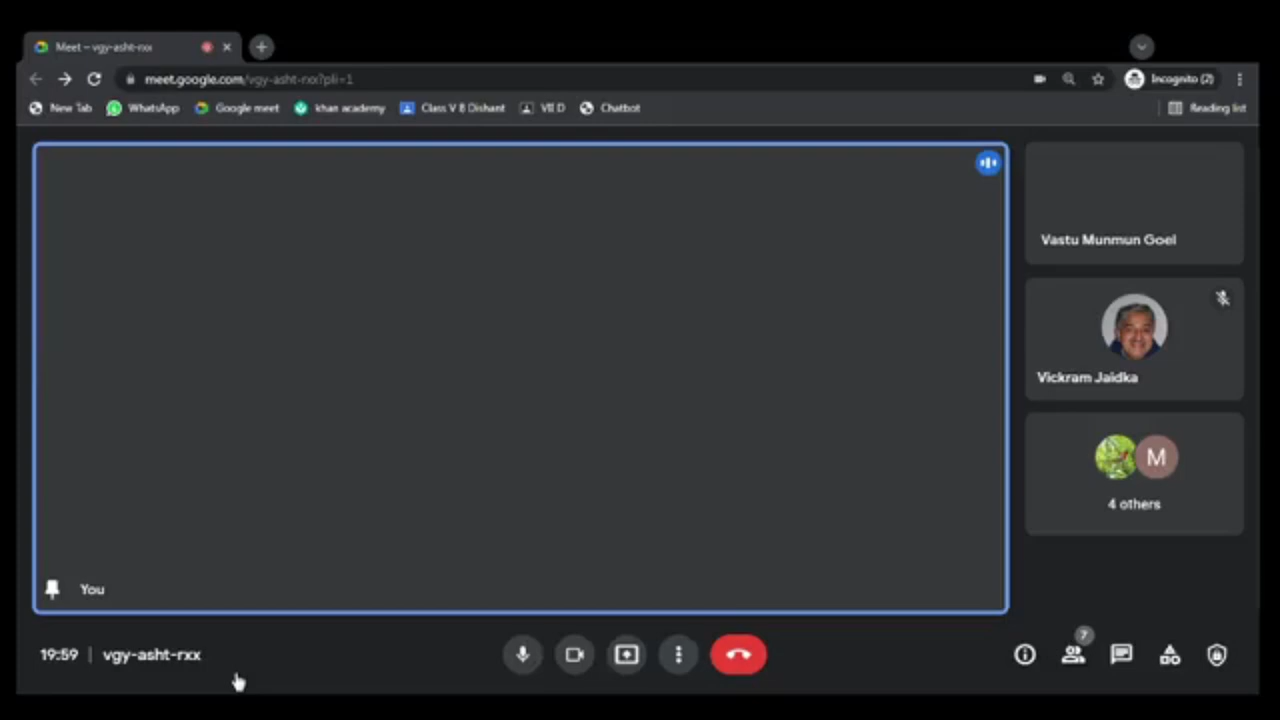 Meet – vgy-asht-rxx
meet.google.com/vgy-asht-rxx?pli=1
Incognito (2)
New Tab
WhatsApp
Google meet
khan academy
Class V B Dishant
VII D
Chatbot
Reading list
Vastu Munmun Goel
Vickram Jaidka
M
4 others
You
19:59 | vgy-asht-rxx
7